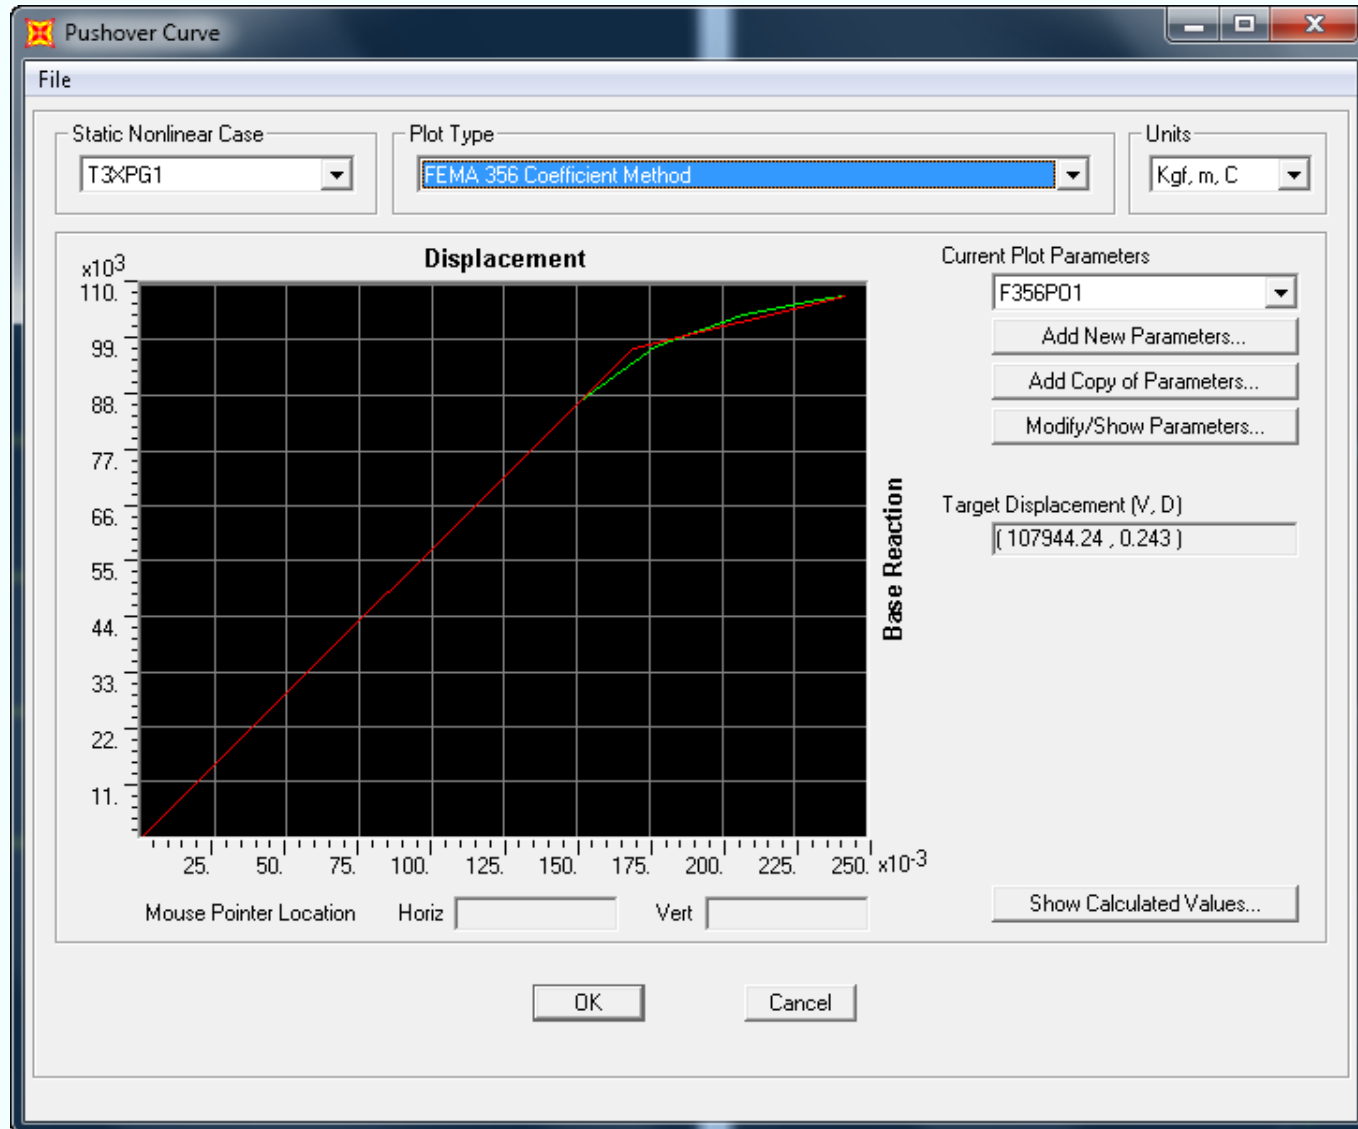 Pushover Curve
File
Static Nonlinear Case
T3XPG1
Plot Type
FEMA 356 Coefficient Method
Units
Kgf, m, C
Displacement
x10^3
110.
99.
88.
77.
66.
55.
44.
33.
22.
11.
25. 50. 75. 100. 125. 150. 175. 200. 225. 250. x10^-3
Base Reaction
Mouse Pointer Location Horiz Vert
Current Plot Parameters
F356PO1
Add New Parameters...
Add Copy of Parameters...
Modify/Show Parameters...
Target Displacement (V, D)
( 107944.24 , 0.243 )
Show Calculated Values...
OK Cancel